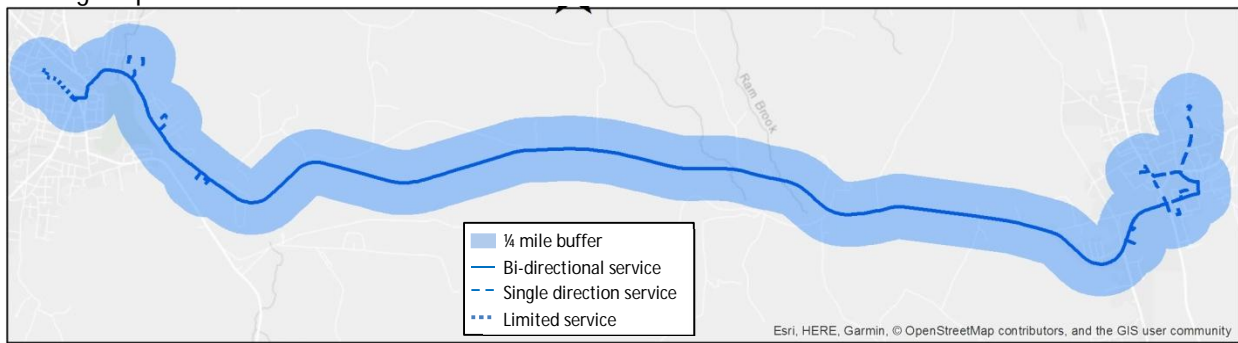 Ram Brook
¼ mile buffer
Bi-directional service
Single direction service
Limited service
Esri, HERE, Garmin, © OpenStreetMap contributors, and the GIS user community